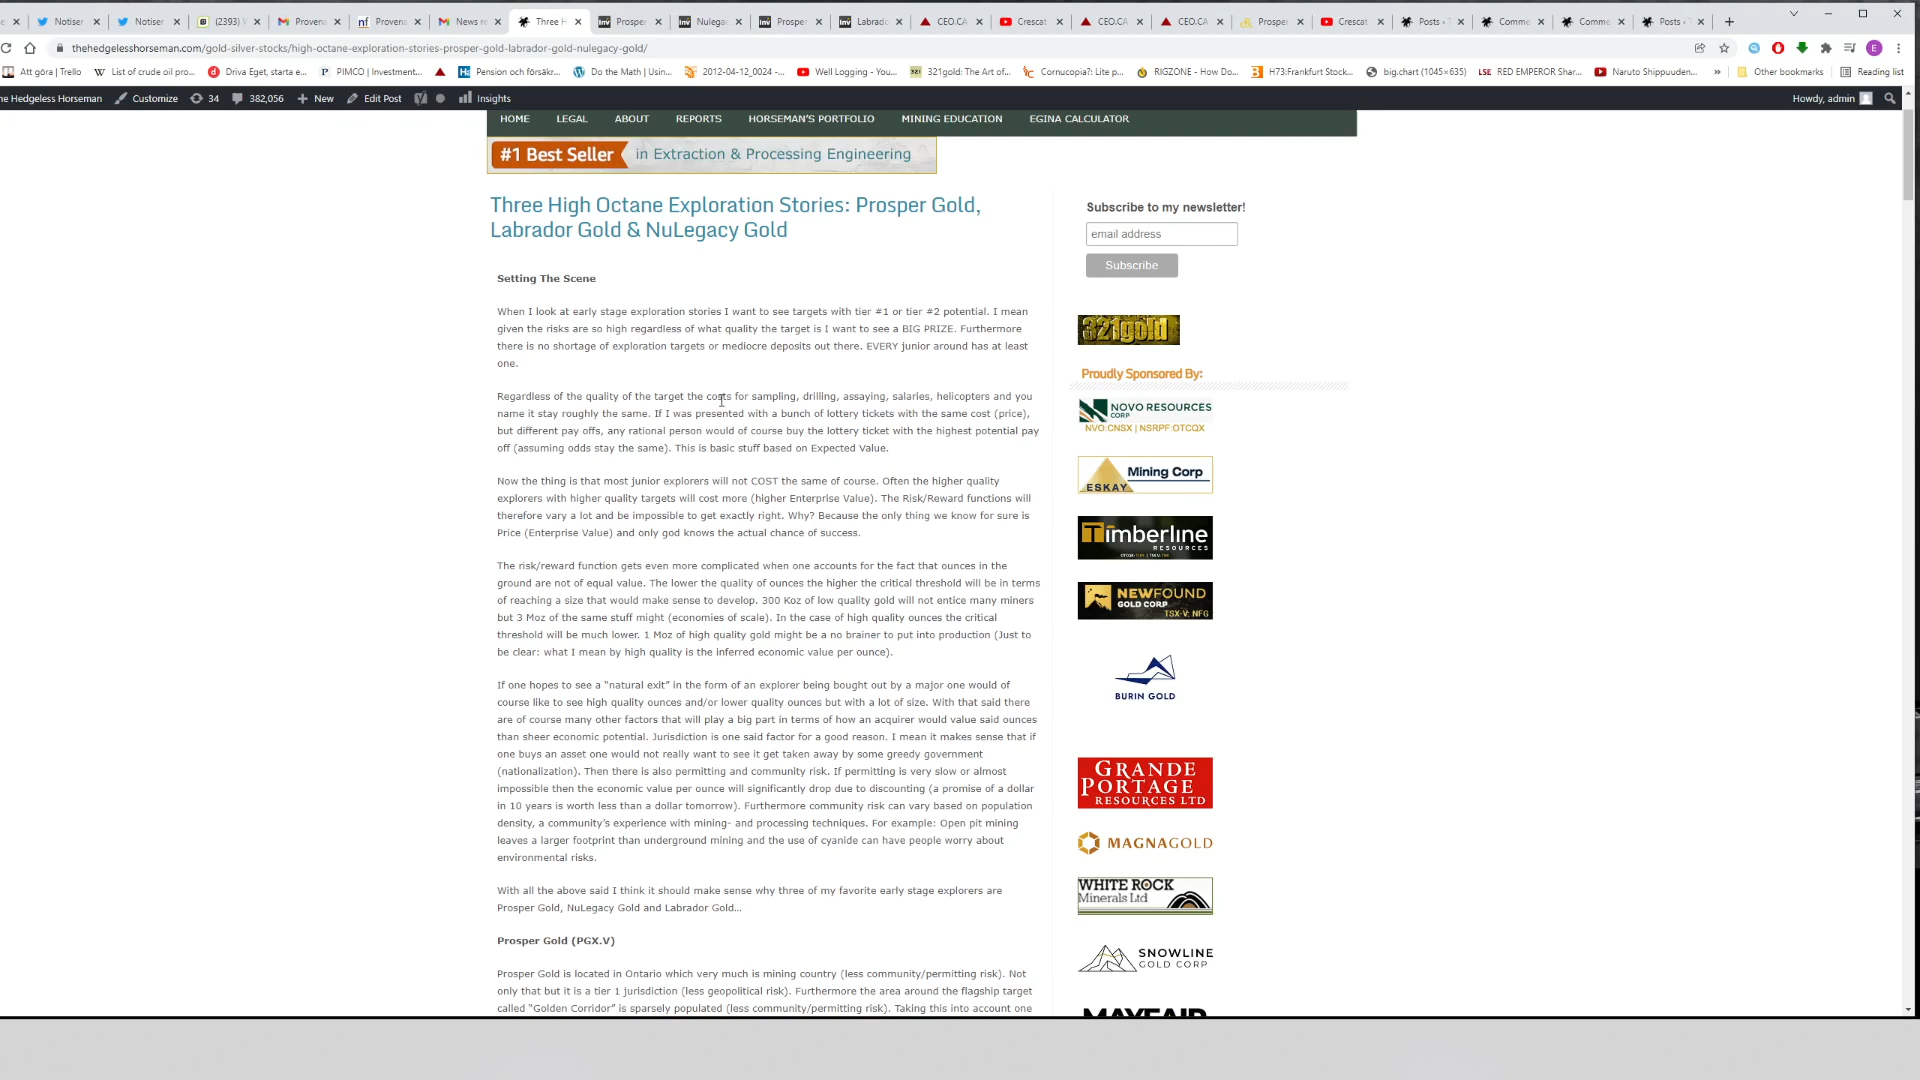 Notiser
Notiser
(2393) V
Provena
Provena
News re
Three H
Prosper
Nulega
Prosper
Labrado
CEO.CA
Crescat
CEO.CA
CEO.CA
Prosper
Crescat
Posts ‹ T
Comme
Comme
Posts ‹ T
thehedgelesshorseman.com/gold-silver-stocks/high-octane-exploration-stories-prosper-gold-labrador-gold-nulegacy-gold/
Att göra | Trello
List of crude oil pro...
Driva Eget, starta e...
PIMCO | Investment...
Pension och försäkr...
Do the Math | Usin...
2012-04-12_0024 -...
Well Logging - You...
321gold: The Art of...
Cornucopia?: Lite p...
RIGZONE - How Do...
H73:Frankfurt Stock...
big.chart (1045×635)
LSE RED EMPEROR Shar...
Naruto Shippuuden...
»
Other bookmarks
Reading list
he Hedgeless Horseman
Customize
34
382,056
New
Edit Post
Insights
Howdy, admin
HOME LEGAL ABOUT REPORTS HORSEMAN'S PORTFOLIO MINING EDUCATION EGINA CALCULATOR
#1 Best Seller in Extraction & Processing Engineering
Three High Octane Exploration Stories: Prosper Gold,
Labrador Gold & NuLegacy Gold
Setting The Scene
When I look at early stage exploration stories I want to see targets with tier #1 or tier #2 potential. I mean
given the risks are so high regardless of what quality the target is I want to see a BIG PRIZE. Furthermore
there is no shortage of exploration targets or mediocre deposits out there. EVERY junior around has at least
one.
Regardless of the quality of the target the costs for sampling, drilling, assaying, salaries, helicopters and you
name it stay roughly the same. If I was presented with a bunch of lottery tickets with the same cost (price),
but different pay offs, any rational person would of course buy the lottery ticket with the highest potential pay
off (assuming odds stay the same). This is basic stuff based on Expected Value.
Now the thing is that most junior explorers will not COST the same of course. Often the higher quality
explorers with higher quality targets will cost more (higher Enterprise Value). The Risk/Reward functions will
therefore vary a lot and be impossible to get exactly right. Why? Because the only thing we know for sure is
Price (Enterprise Value) and only god knows the actual chance of success.
The risk/reward function gets even more complicated when one accounts for the fact that ounces in the
ground are not of equal value. The lower the quality of ounces the higher the critical threshold will be in terms
of reaching a size that would make sense to develop. 300 Koz of low quality gold will not entice many miners
but 3 Moz of the same stuff might (economies of scale). In the case of high quality ounces the critical
threshold will be much lower. 1 Moz of high quality gold might be a no brainer to put into production (Just to
be clear: what I mean by high quality is the inferred economic value per ounce).
If one hopes to see a “natural exit” in the form of an explorer being bought out by a major one would of
course like to see high quality ounces and/or lower quality ounces but with a lot of size. With that said there
are of course many other factors that will play a big part in terms of how an acquirer would value said ounces
than sheer economic potential. Jurisdiction is one said factor for a good reason. I mean it makes sense that if
one buys an asset one would not really want to see it get taken away by some greedy government
(nationalization). Then there is also permitting and community risk. If permitting is very slow or almost
impossible then the economic value per ounce will significantly drop due to discounting (a promise of a dollar
in 10 years is worth less than a dollar tomorrow). Furthermore community risk can vary based on population
density, a community's experience with mining- and processing techniques. For example: Open pit mining
leaves a larger footprint than underground mining and the use of cyanide can have people worry about
environmental risks.
With all the above said I think it should make sense why three of my favorite early stage explorers are
Prosper Gold, NuLegacy Gold and Labrador Gold...
Prosper Gold (PGX.V)
Prosper Gold is located in Ontario which very much is mining country (less community/permitting risk). Not
only that but it is a tier 1 jurisdiction (less geopolitical risk). Furthermore the area around the flagship target
called “Golden Corridor” is sparsely populated (less community/permitting risk). Taking this into account one
Subscribe to my newsletter!
email address
Subscribe
321gold
Proudly Sponsored By:
NOVO RESOURCES
CORP
NVO:CNSX | NSRPF:OTCQX
ESKAY Mining Corp
Timberline
RESOURCES
NEWFOUND
GOLD CORP
TSX-V: NFG
BURIN GOLD
GRANDE
PORTAGE
RESOURCES LTD
MAGNAGOLD
WHITE ROCK
Minerals Ltd
SNOWLINE
GOLD CORP
MAYFAIR